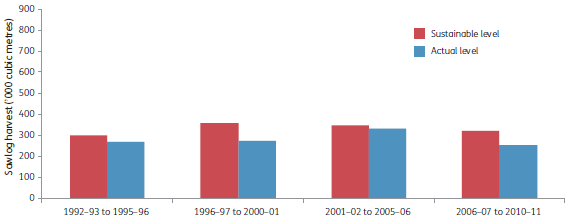 Sawlog harvest ('000 cubic metres)
900
800
700
600
500
400
300
200
100
0
Sustainable level
Actual level
1992–93 to 1995–96
1996–97 to 2000–01
2001–02 to 2005–06
2006–07 to 2010–11